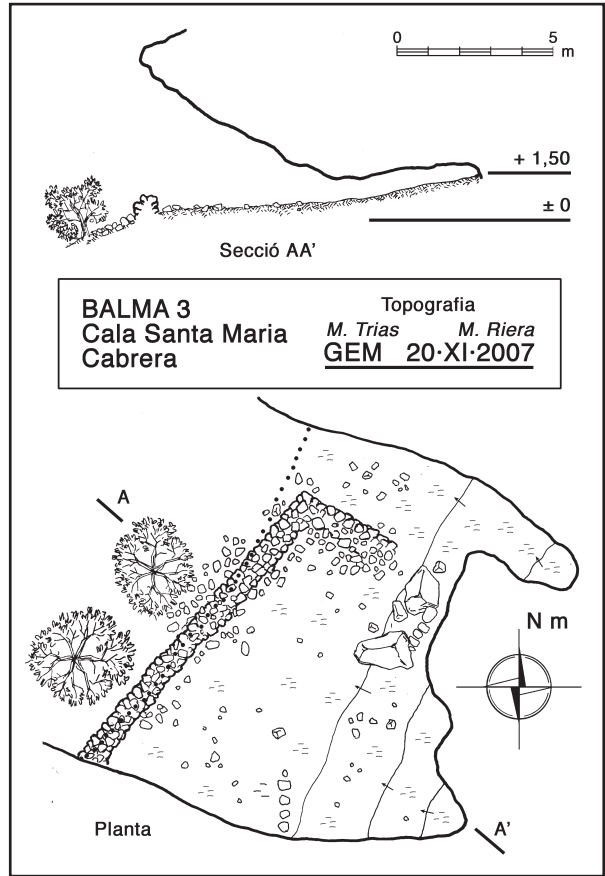 0 5
m
+ 1,50
± 0
Secció AA'
BALMA 3
Cala Santa Maria
Cabrera
Topografia
M. Trias M. Riera
GEM 20·XI·2007
A
N m
Planta
A'